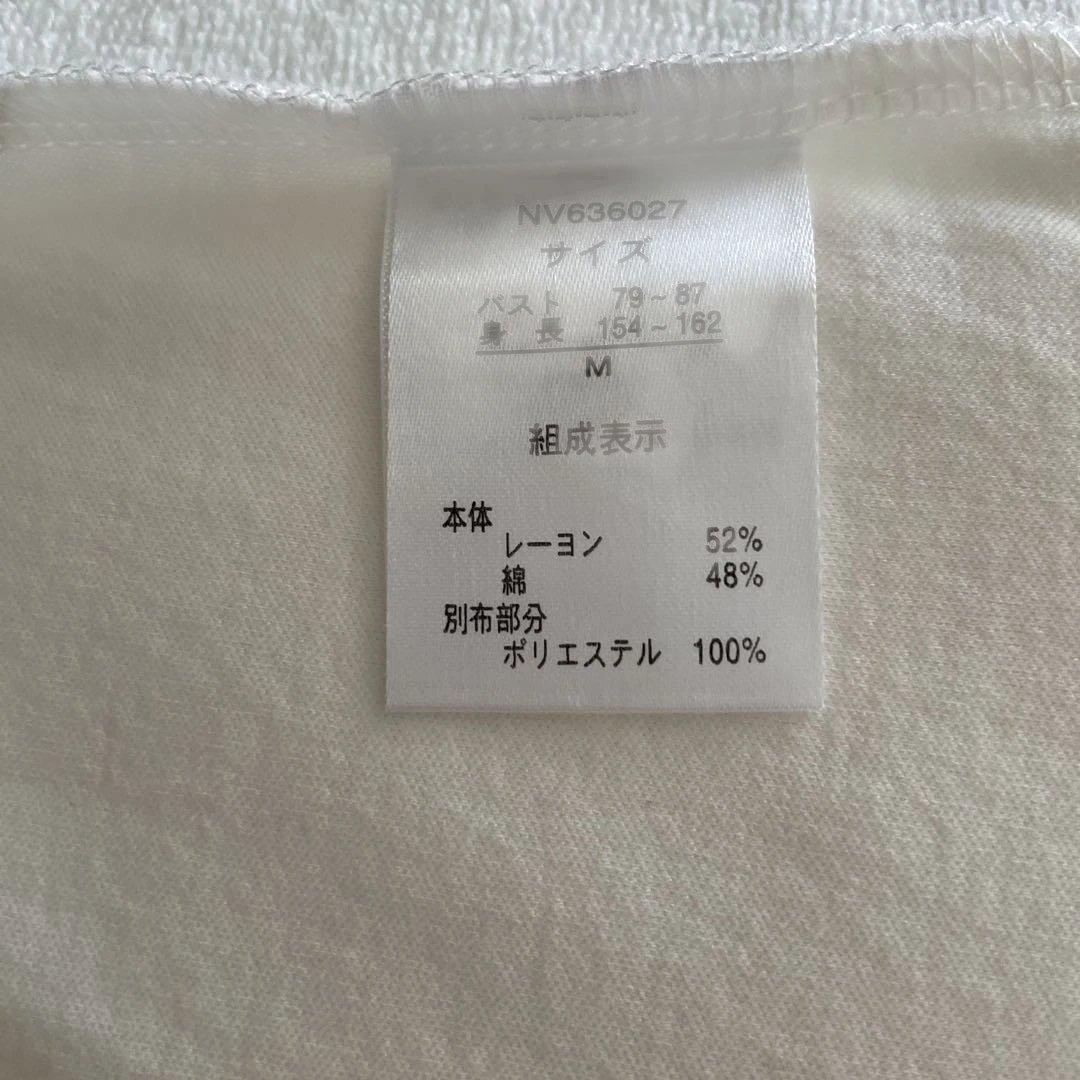 NV636027
サイズ
バスト 79~87
身長 154~162
M
組成表示
本体
レーヨン 52%
綿 48%
別布部分
ポリエステル 100%